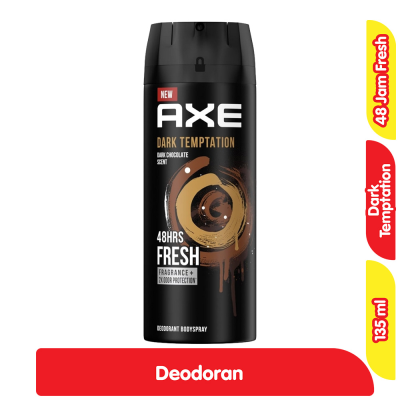 NEW
AXE
DARK TEMPTATION
DARK CHOCOLATE
SCENT
48HRS
FRESH
FRAGRANCE +
2X ODOR PROTECTION
DEODORANT BODYSPRAY
48 Jam Fresh
Dark
Temptation
135 ml
Deodoran